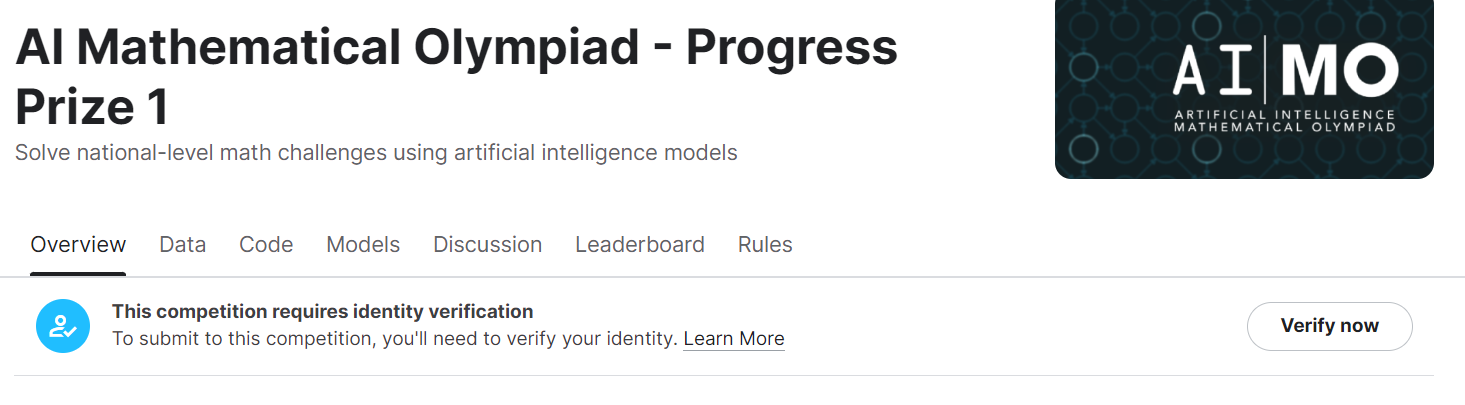 AI Mathematical Olympiad - Progress
Prize 1
Solve national-level math challenges using artificial intelligence models
AI|MO
ARTIFICIAL INTELLIGENCE
MATHEMATICAL OLYMPIAD
Overview Data Code Models Discussion Leaderboard Rules
This competition requires identity verification
To submit to this competition, you'll need to verify your identity. Learn More
Verify now